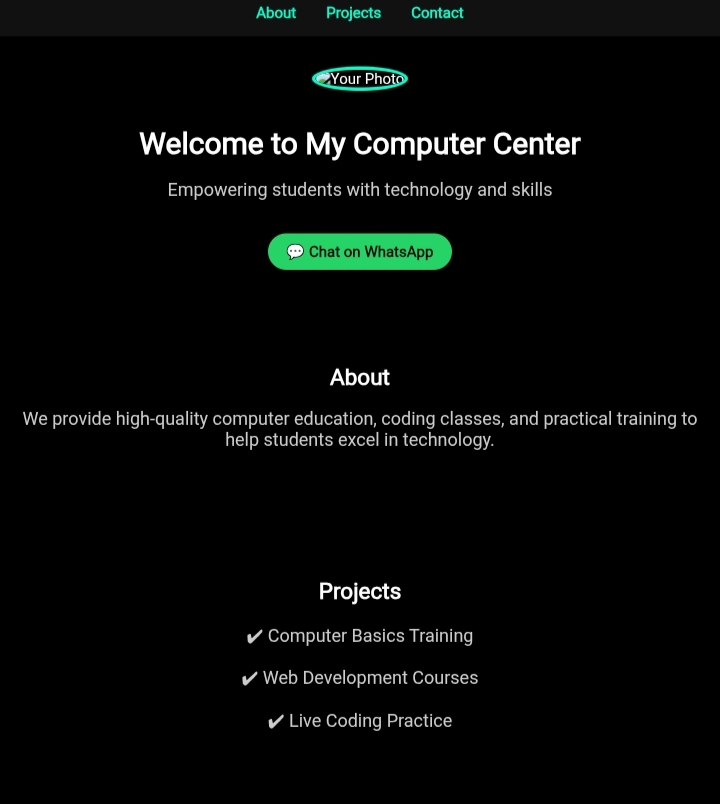 About Projects Contact
Your Photo
Welcome to My Computer Center
Empowering students with technology and skills
💬 Chat on WhatsApp
About
We provide high-quality computer education, coding classes, and practical training to
help students excel in technology.
Projects
✔ Computer Basics Training
✔ Web Development Courses
✔ Live Coding Practice